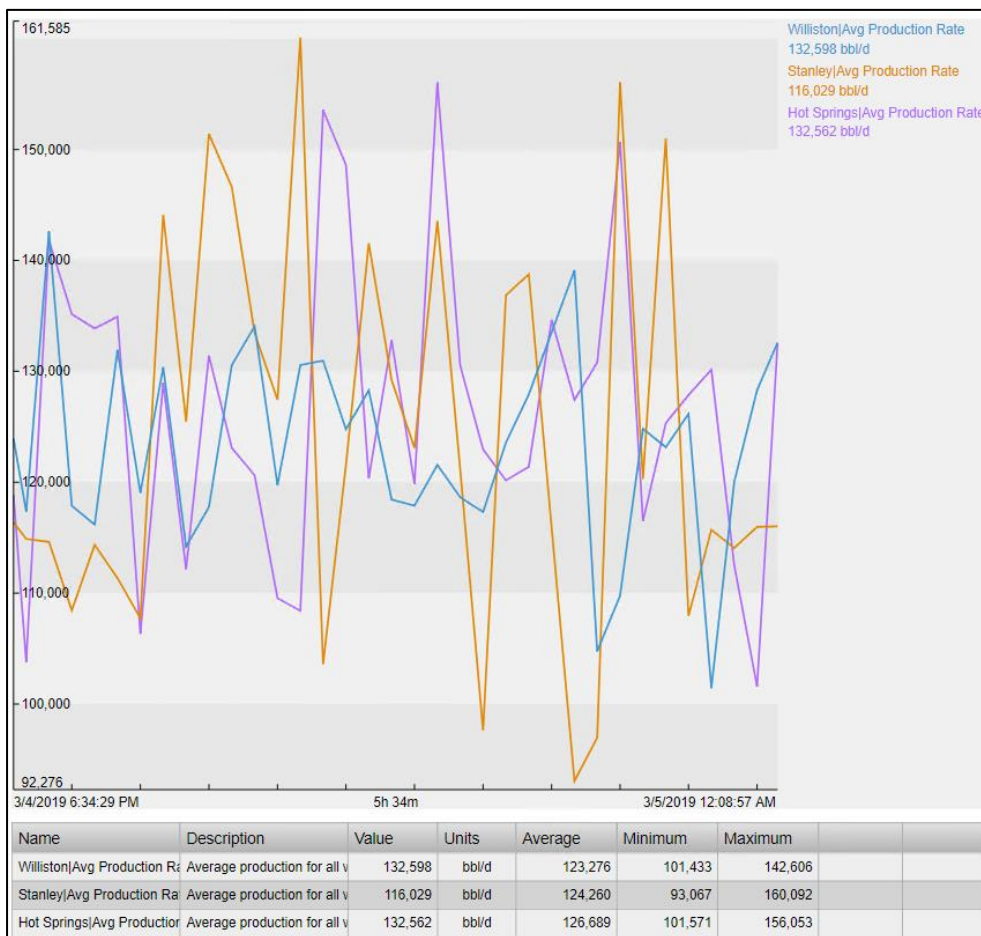 161,585
150,000
140,000
130,000
120,000
110,000
100,000
92,276
3/4/2019 6:34:29 PM 5h 34m 3/5/2019 12:08:57 AM
Williston|Avg Production Rate
132,598 bbl/d
Stanley|Avg Production Rate
116,029 bbl/d
Hot Springs|Avg Production Rate
132,562 bbl/d
Name Description Value Units Average Minimum Maximum
Williston|Avg Production Ra Average production for all w 132,598 bbl/d 123,276 101,433 142,606
Stanley|Avg Production Rat Average production for all w 116,029 bbl/d 124,260 93,067 160,092
Hot Springs|Avg Production Average production for all w 132,562 bbl/d 126,689 101,571 156,053